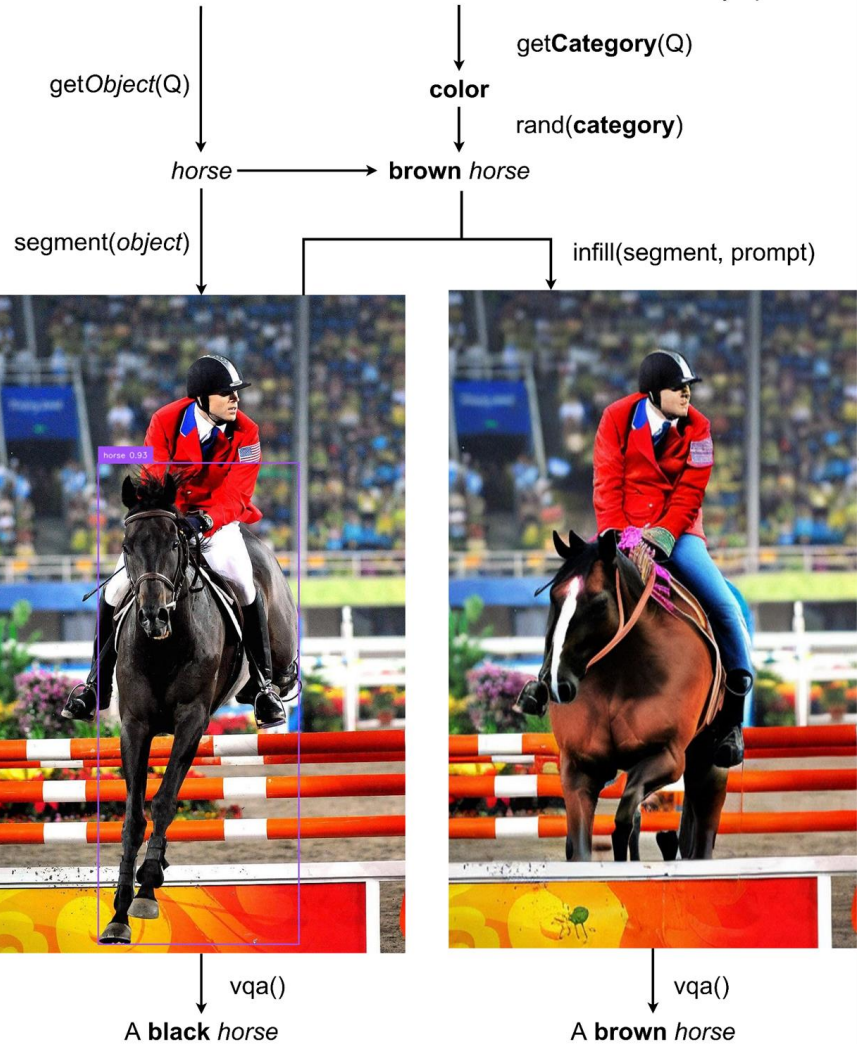 getCategory(Q)
getObject(Q)
color
rand(category)
horse
brown horse
segment(object)
infill(segment, prompt)
horse 0.93
vqa()
vqa()
A black horse
A brown horse